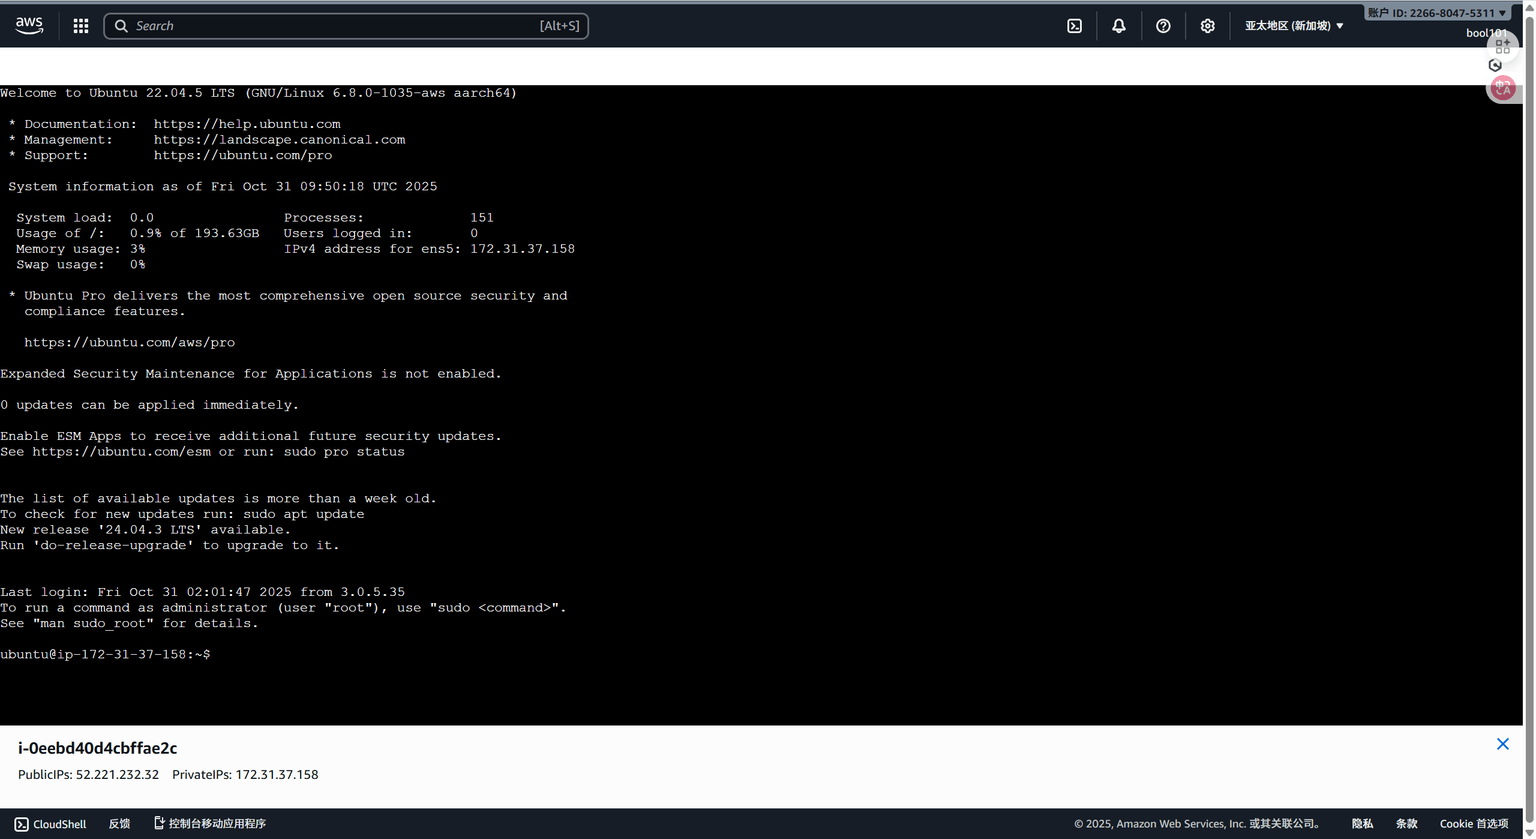 aws
Search
[Alt+S]
亚太地区 (新加坡)
账户 ID: 2266-8047-5311
bool101
Welcome to Ubuntu 22.04.5 LTS (GNU/Linux 6.8.0-1035-aws aarch64)
* Documentation:  https://help.ubuntu.com
* Management:     https://landscape.canonical.com
* Support:        https://ubuntu.com/pro
System information as of Fri Oct 31 09:50:18 UTC 2025
System load:  0.0                Processes:             151
Usage of /:   0.9% of 193.63GB   Users logged in:       0
Memory usage: 3%                 IPv4 address for ens5: 172.31.37.158
Swap usage:   0%
* Ubuntu Pro delivers the most comprehensive open source security and
compliance features.
https://ubuntu.com/aws/pro
Expanded Security Maintenance for Applications is not enabled.
0 updates can be applied immediately.
Enable ESM Apps to receive additional future security updates.
See https://ubuntu.com/esm or run: sudo pro status
The list of available updates is more than a week old.
To check for new updates run: sudo apt update
New release '24.04.3 LTS' available.
Run 'do-release-upgrade' to upgrade to it.
Last login: Fri Oct 31 02:01:47 2025 from 3.0.5.35
To run a command as administrator (user "root"), use "sudo <command>".
See "man sudo_root" for details.
ubuntu@ip-172-31-37-158:~$
i-0eebd40d4cbffae2c
PublicIPs: 52.221.232.32    PrivateIPs: 172.31.37.158
CloudShell
反馈
控制台移动应用程序
© 2025, Amazon Web Services, Inc. 或其关联公司。
隐私
条款
Cookie 首选项